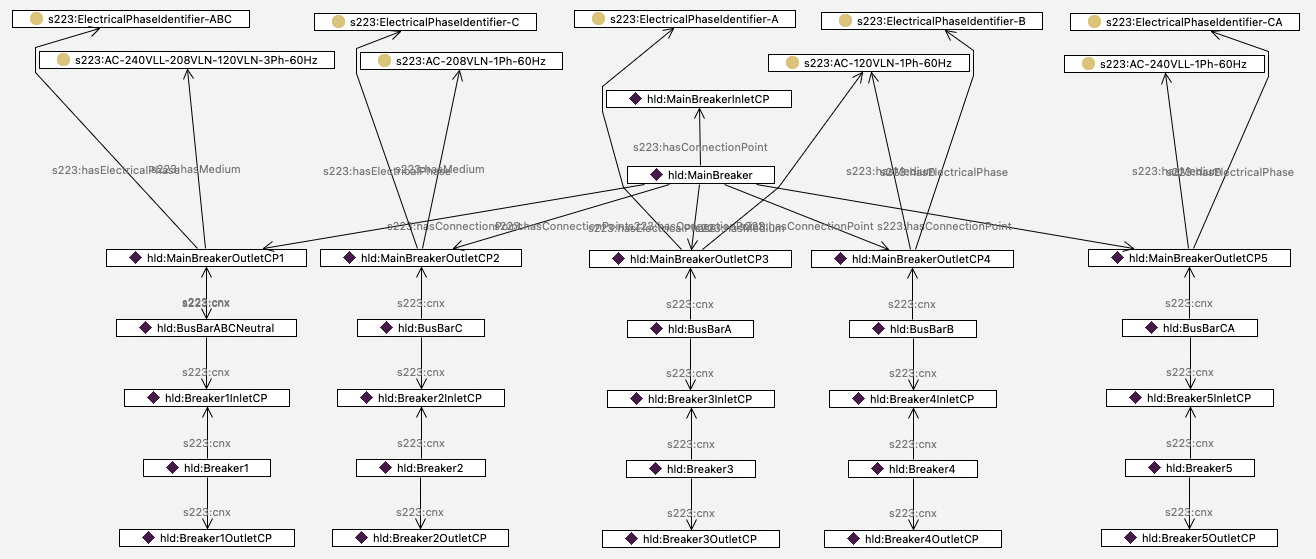 s223:ElectricalPhaseIdentifier-ABC
s223:ElectricalPhaseIdentifier-C
s223:ElectricalPhaseIdentifier-A
s223:ElectricalPhaseIdentifier-B
s223:ElectricalPhaseIdentifier-CA
s223:AC-240VLL-208VLN-120VLN-3Ph-60Hz
s223:AC-208VLN-1Ph-60Hz
s223:AC-120VLN-1Ph-60Hz
s223:AC-240VLL-1Ph-60Hz
hld:MainBreakerInletCP
s223:hasConnectionPoint
s223:hasElectricalPhase
s223:hasMedium
s223:hasElectricalPhase
s223:hasMedium
hld:MainBreaker
s223:hasMedium
s223:hasElectricalPhase
s223:hasMedium
s223:hasElectricalPhase
s223:hasConnectionPoint
s223:hasConnectionPoint
s223:hasElectricalPhase
s223:hasConnectionPoint
s223:hasMedium
s223:hasConnectionPoint
s223:hasConnectionPoint
hld:MainBreakerOutletCP1
hld:MainBreakerOutletCP2
hld:MainBreakerOutletCP3
hld:MainBreakerOutletCP4
hld:MainBreakerOutletCP5
s223:cnx
s223:cnx
s223:cnx
s223:cnx
s223:cnx
hld:BusBarABCNeutral
hld:BusBarC
hld:BusBarA
hld:BusBarB
hld:BusBarCA
s223:cnx
s223:cnx
s223:cnx
s223:cnx
s223:cnx
hld:Breaker1InletCP
hld:Breaker2InletCP
hld:Breaker3InletCP
hld:Breaker4InletCP
hld:Breaker5InletCP
s223:cnx
s223:cnx
s223:cnx
s223:cnx
s223:cnx
hld:Breaker1
hld:Breaker2
hld:Breaker3
hld:Breaker4
hld:Breaker5
s223:cnx
s223:cnx
s223:cnx
s223:cnx
s223:cnx
hld:Breaker1OutletCP
hld:Breaker2OutletCP
hld:Breaker3OutletCP
hld:Breaker4OutletCP
hld:Breaker5OutletCP